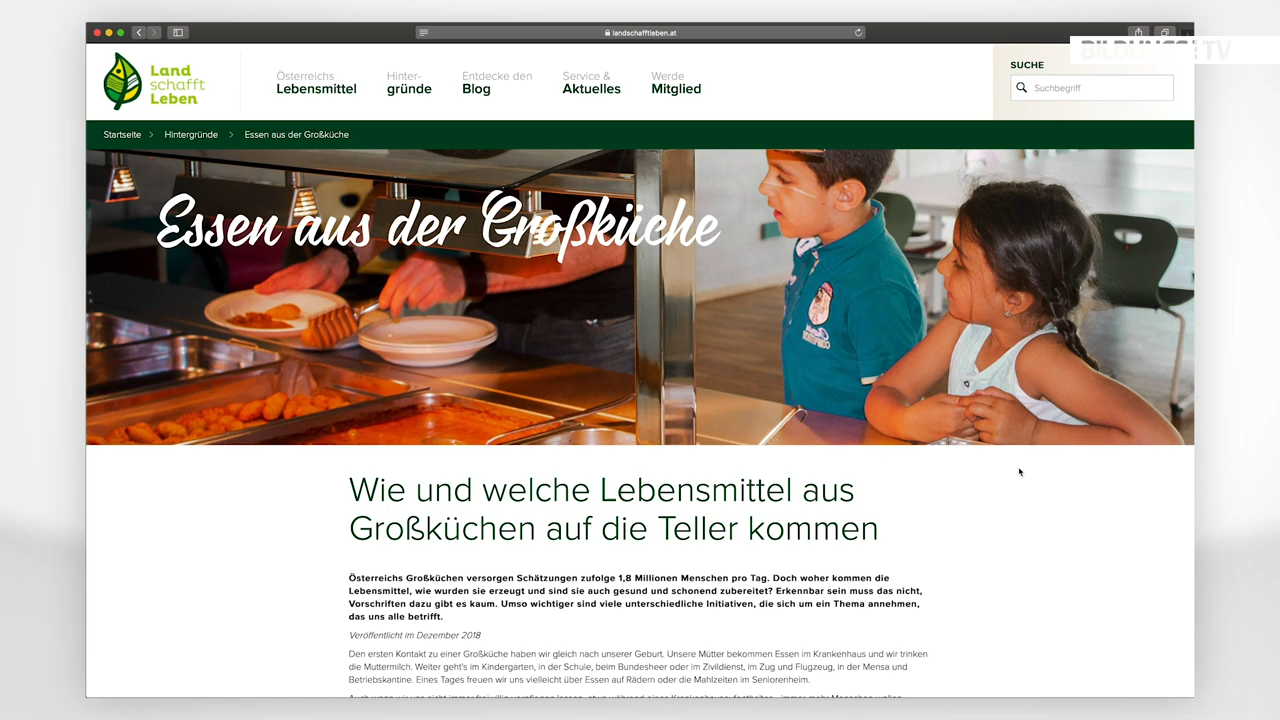 landschafftleben.at
BILDUNGS TV
Land
schafft
Leben
Österreichs
Lebensmittel
Hinter-
gründe
Entdecke den
Blog
Service &
Aktuelles
Werde
Mitglied
SUCHE
Suchbegriff
Startseite > Hintergründe > Essen aus der Großküche
Essen aus der Großküche
Wie und welche Lebensmittel aus
Großküchen auf die Teller kommen
Österreichs Großküchen versorgen Schätzungen zufolge 1,8 Millionen Menschen pro Tag. Doch woher kommen die
Lebensmittel, wie wurden sie erzeugt und sind sie auch gesund und schonend zubereitet? Erkennbar sein muss das nicht,
Vorschriften dazu gibt es kaum. Umso wichtiger sind viele unterschiedliche Initiativen, die sich um ein Thema annehmen,
das uns alle betrifft.
Veröffentlicht im Dezember 2018
Den ersten Kontakt zu einer Großküche haben wir gleich nach unserer Geburt. Unsere Mütter bekommen Essen im Krankenhaus und wir trinken
die Muttermilch. Weiter geht's im Kindergarten, in der Schule, beim Bundesheer oder im Zivildienst, im Zug und Flugzeug, in der Mensa und
Betriebskantine. Eines Tages freuen wir uns vielleicht über Essen auf Rädern oder die Mahlzeiten im Seniorenheim.